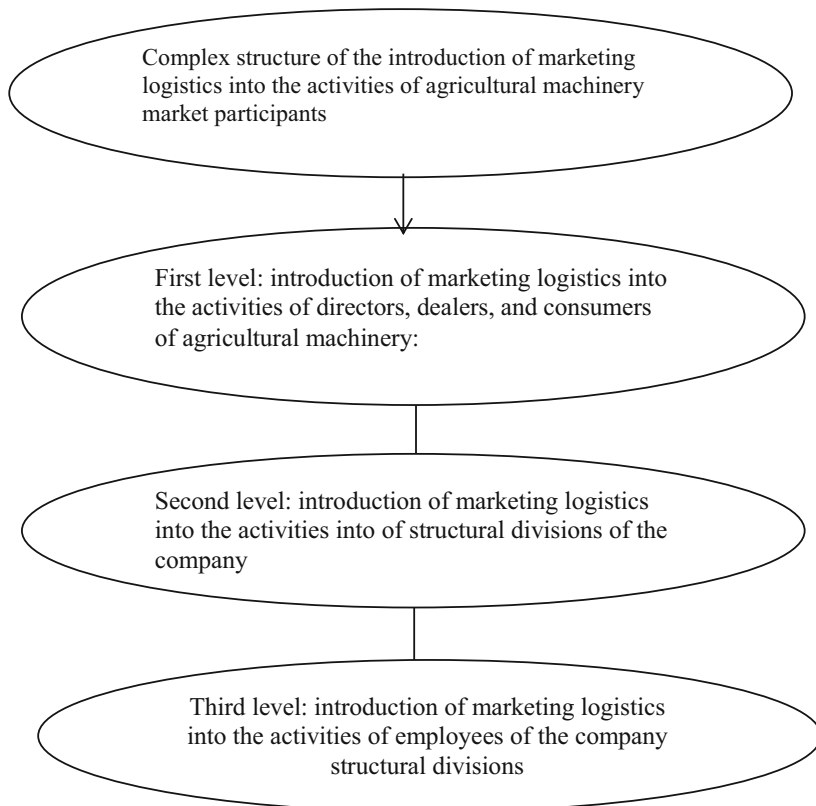 Complex structure of the introduction of marketing
logistics into the activities of agricultural machinery
market participants
First level: introduction of marketing logistics into
the activities of directors, dealers, and consumers
of agricultural machinery:
Second level: introduction of marketing logistics
into the activities into of structural divisions of the
company
Third level: introduction of marketing logistics
into the activities of employees of the company
structural divisions